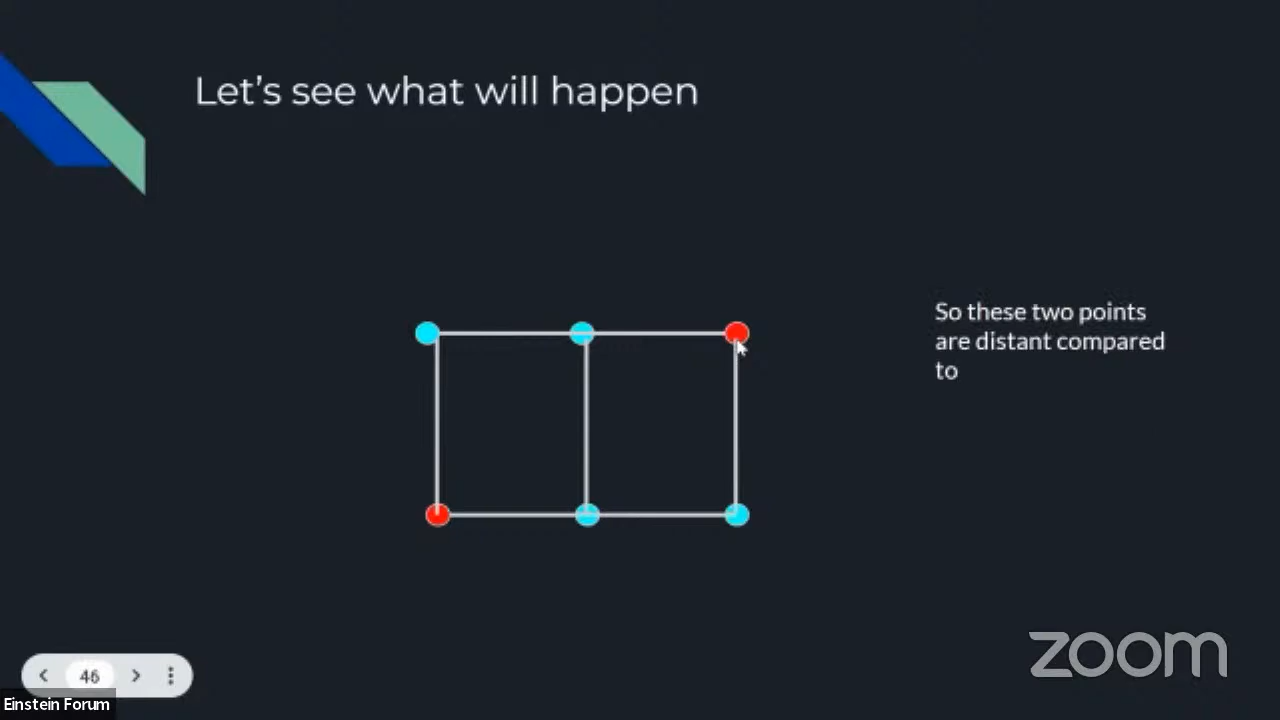 Let's see what will happen
So these two points
are distant compared
to
zoom
46
Einstein Forum